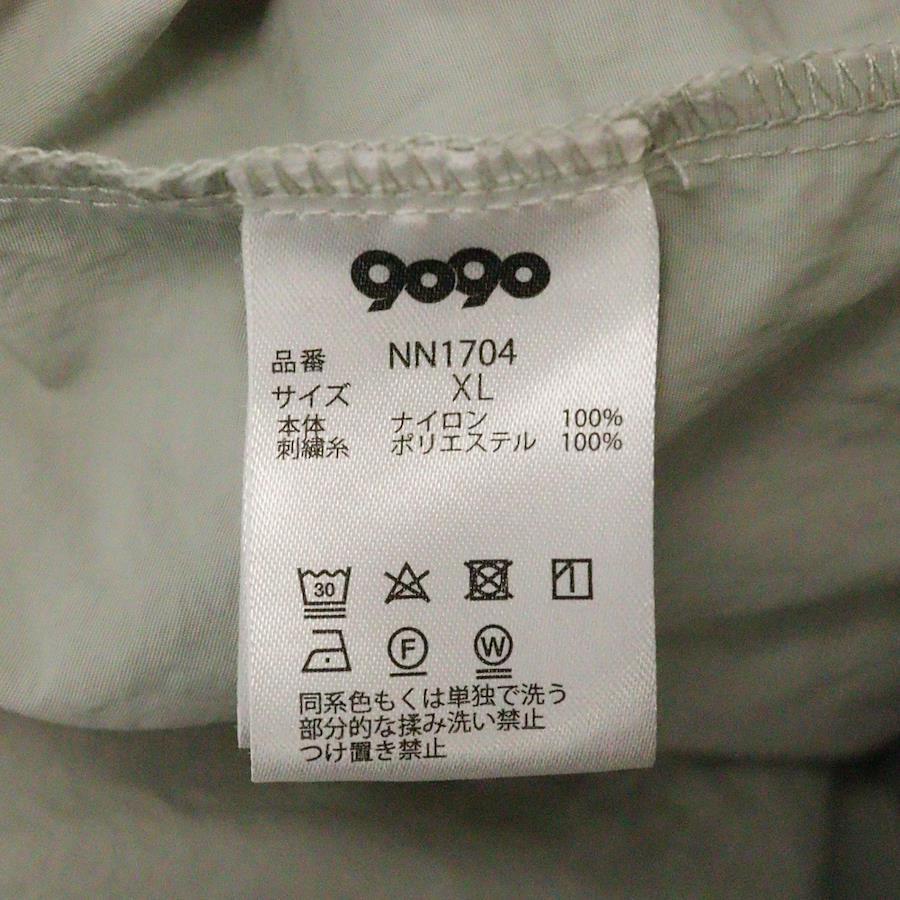 9090
品番 NN1704
サイズ XL
本体 ナイロン 100%
刺繍糸 ポリエステル 100%
30
F W
同系色もくは単独で洗う
部分的な揉み洗い禁止
つけ置き禁止